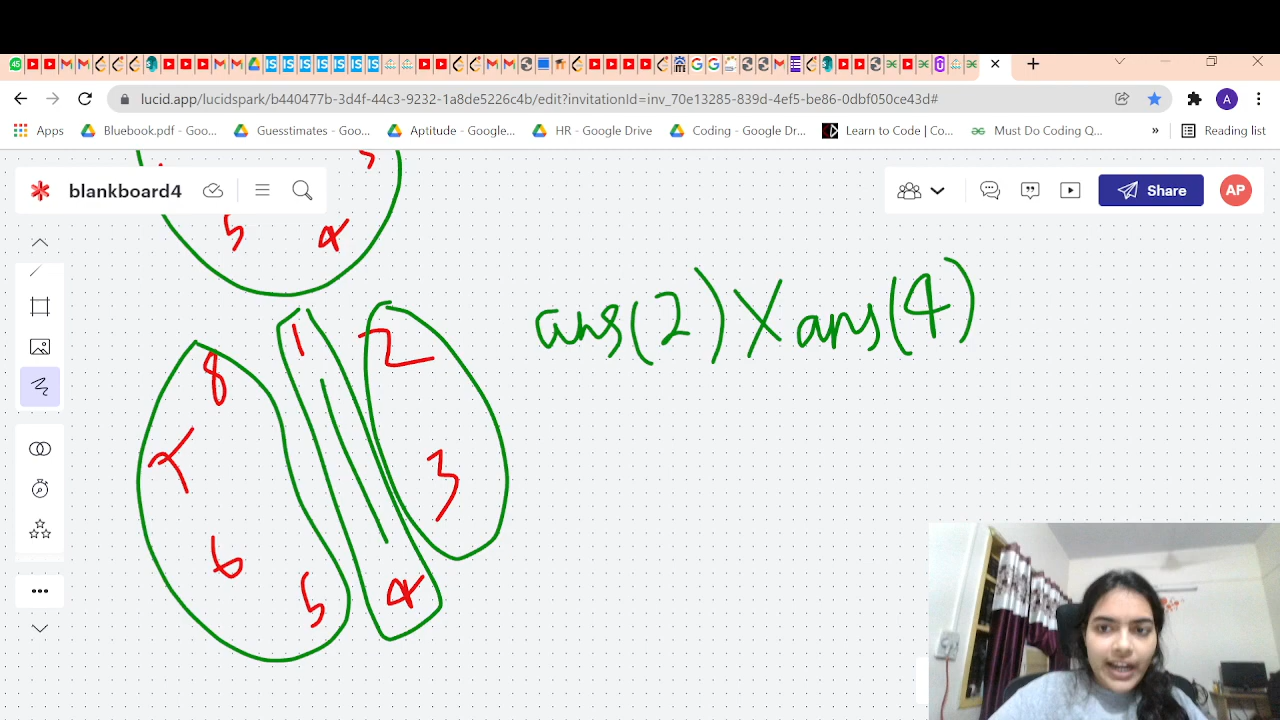 45
lucid.app/lucidspark/b440477b-3d4f-44c3-9232-1a8de5226c4b/edit?invitationId=inv_70e13285-839d-4ef5-be86-0dbf050ce43d#
A
Apps
Bluebook.pdf - Goo...
Guesstimates - Goo...
Aptitude - Google...
HR - Google Drive
Coding - Google Dr...
Learn to Code | Co...
Must Do Coding Q...
»
Reading list
blankboard4
Share
AP
5 4
ans(2) X ans(4)
8 1 2
7 3
6
5 4